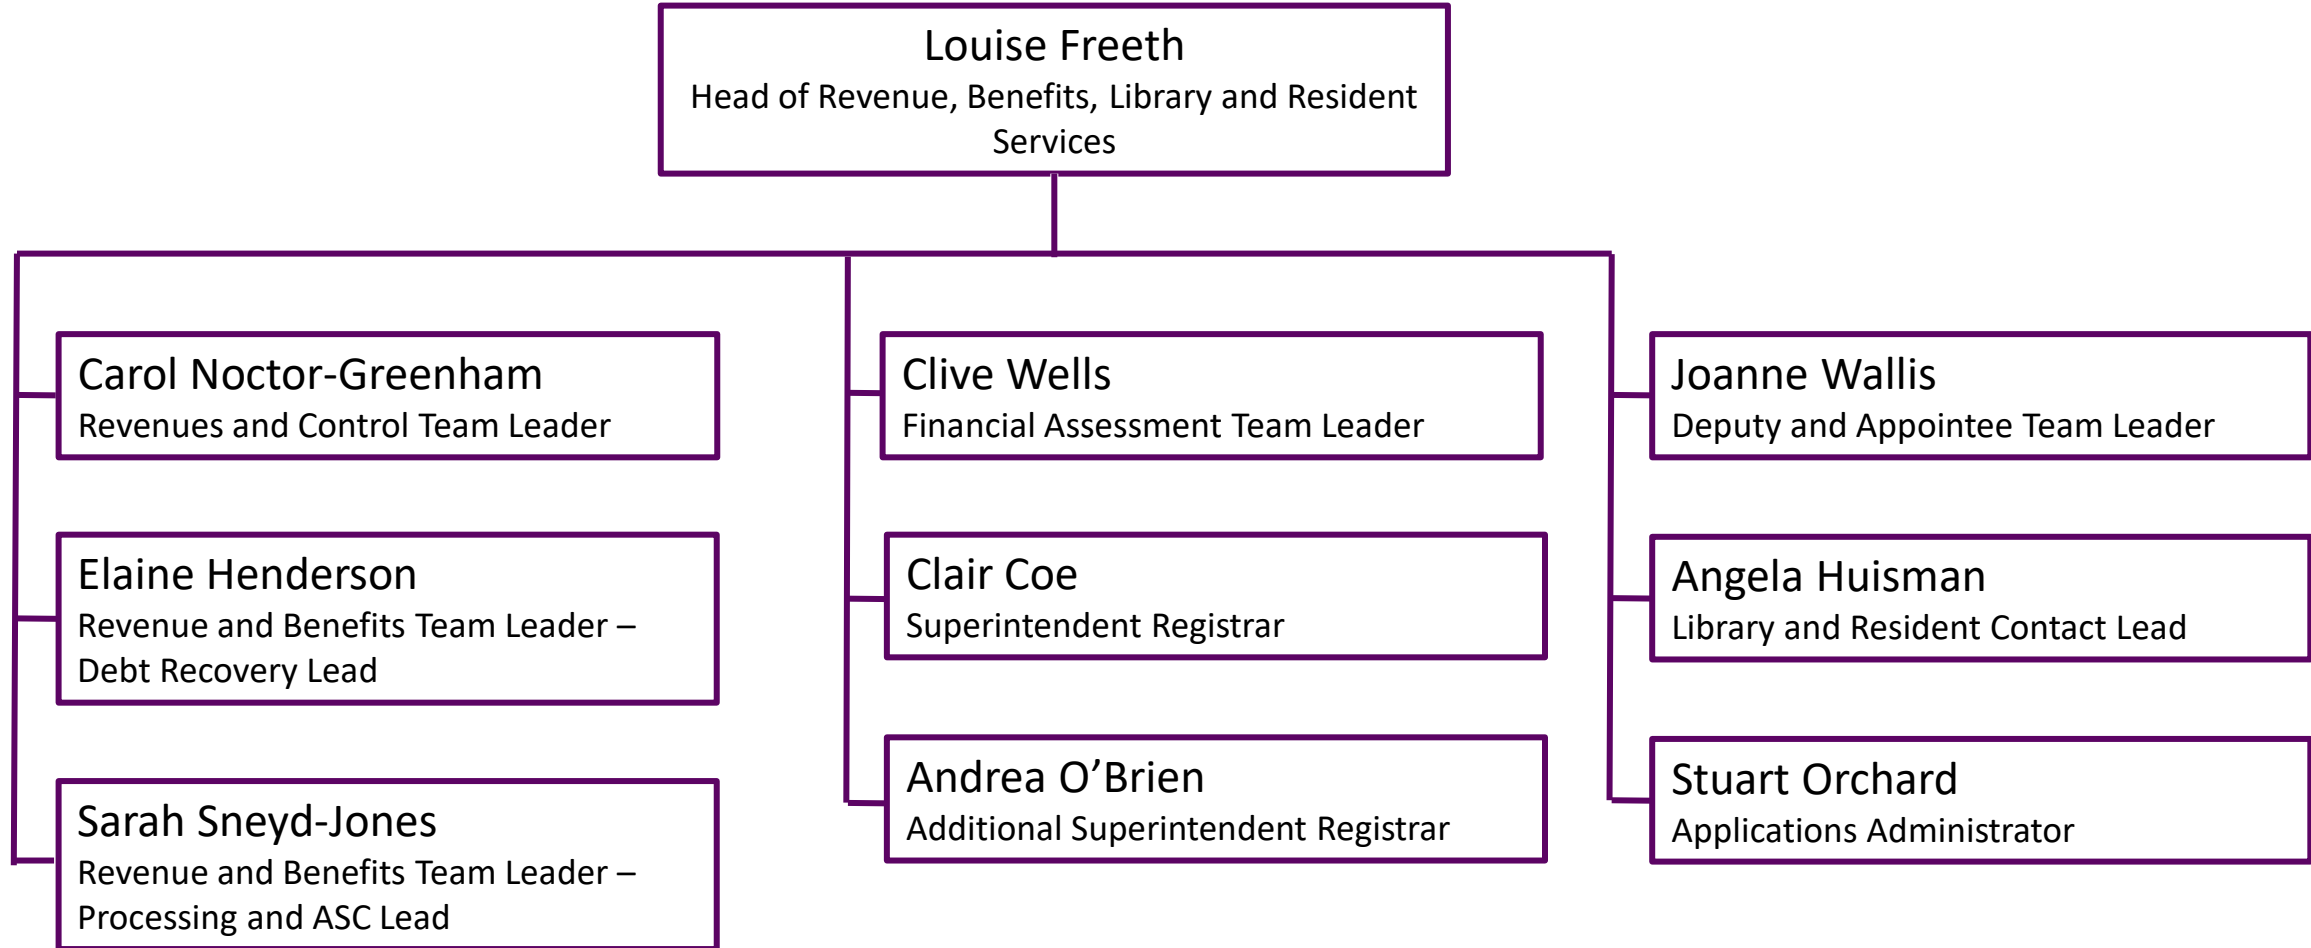 Louise Freeth
Head of Revenue, Benefits, Library and Resident
Services
Carol Noctor-Greenham
Revenues and Control Team Leader
Elaine Henderson
Revenue and Benefits Team Leader –
Debt Recovery Lead
Sarah Sneyd-Jones
Revenue and Benefits Team Leader –
Processing and ASC Lead
Clive Wells
Financial Assessment Team Leader
Clair Coe
Superintendent Registrar
Andrea O’Brien
Additional Superintendent Registrar
Joanne Wallis
Deputy and Appointee Team Leader
Angela Huisman
Library and Resident Contact Lead
Stuart Orchard
Applications Administrator